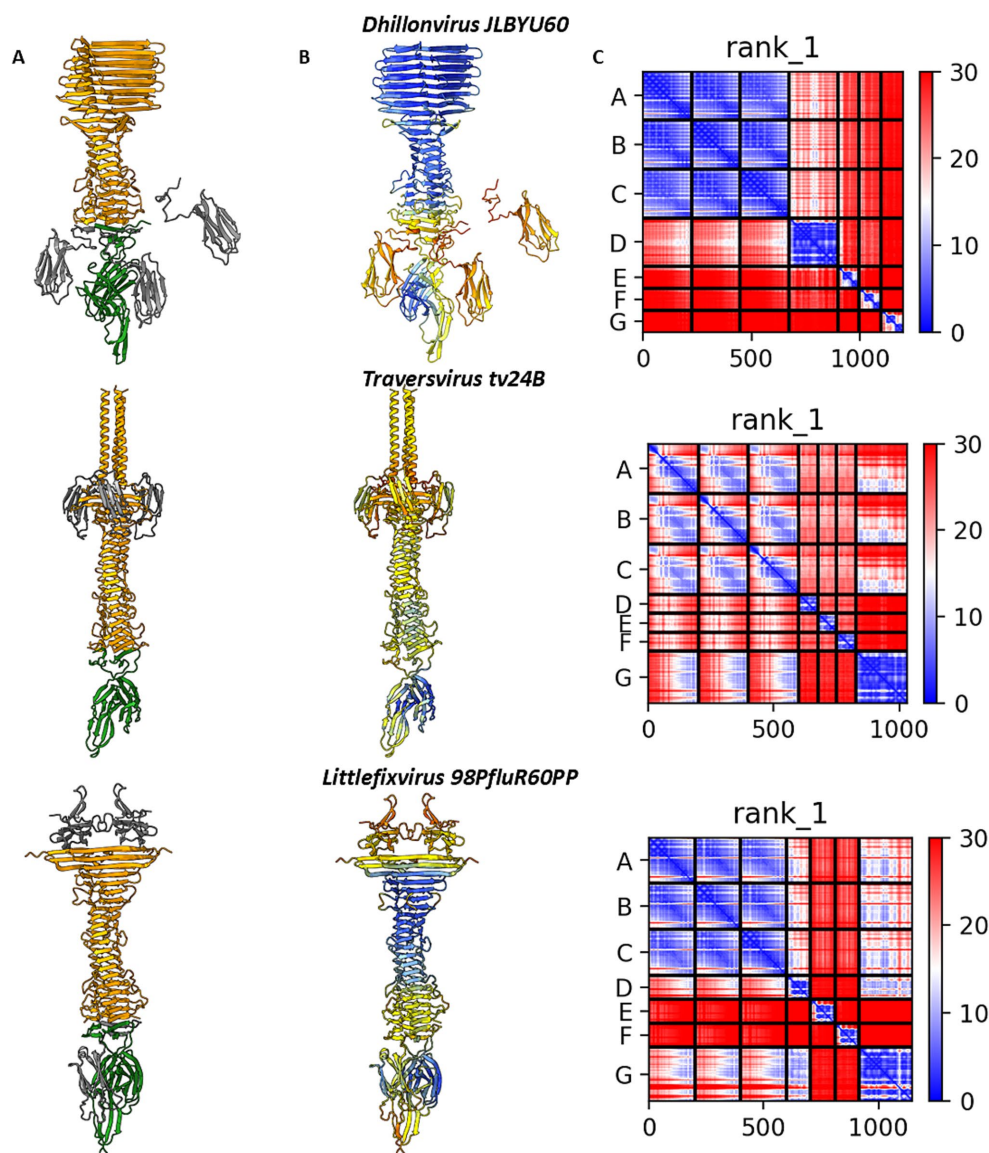 Dhillonvirus JLBYU60
A
B
C
rank_1
A
B
C
D
E
F
G
0
500
1000
30
20
10
0
Traversvirus tv24B
rank_1
A
B
C
D
E
F
G
0
500
1000
30
20
10
0
Littlefixvirus 98PfluR60PP
rank_1
A
B
C
D
E
F
G
0
500
1000
30
20
10
0